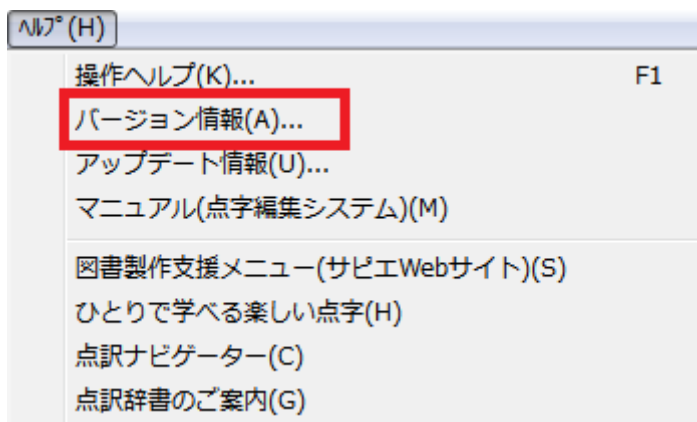 ﾍﾙﾌﾟ(H)
操作ヘルプ(K)... F1
バージョン情報(A)...
アップデート情報(U)...
マニュアル(点字編集システム)(M)
図書製作支援メニュー(サピエWebサイト)(S)
ひとりで学べる楽しい点字(H)
点訳ナビゲーター(C)
点訳辞書のご案内(G)